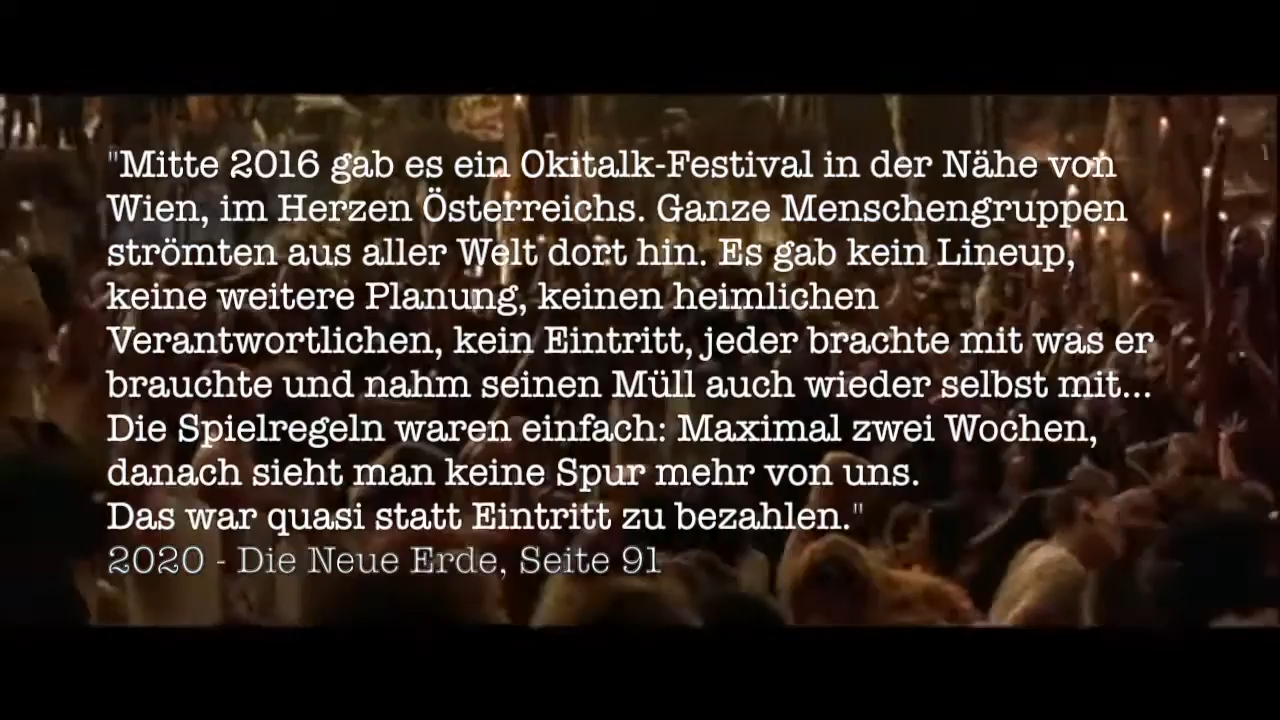 "Mitte 2016 gab es ein Okitalk-Festival in der Nähe von
Wien, im Herzen Österreichs. Ganze Menschengruppen
strömten aus aller Welt dort hin. Es gab kein Lineup,
keine weitere Planung, keinen heimlichen
Verantwortlichen, kein Eintritt, jeder brachte mit was er
brauchte und nahm seinen Müll auch wieder selbst mit...
Die Spielregeln waren einfach: Maximal zwei Wochen,
danach sieht man keine Spur mehr von uns.
Das war quasi statt Eintritt zu bezahlen."
2020 - Die Neue Erde, Seite 91